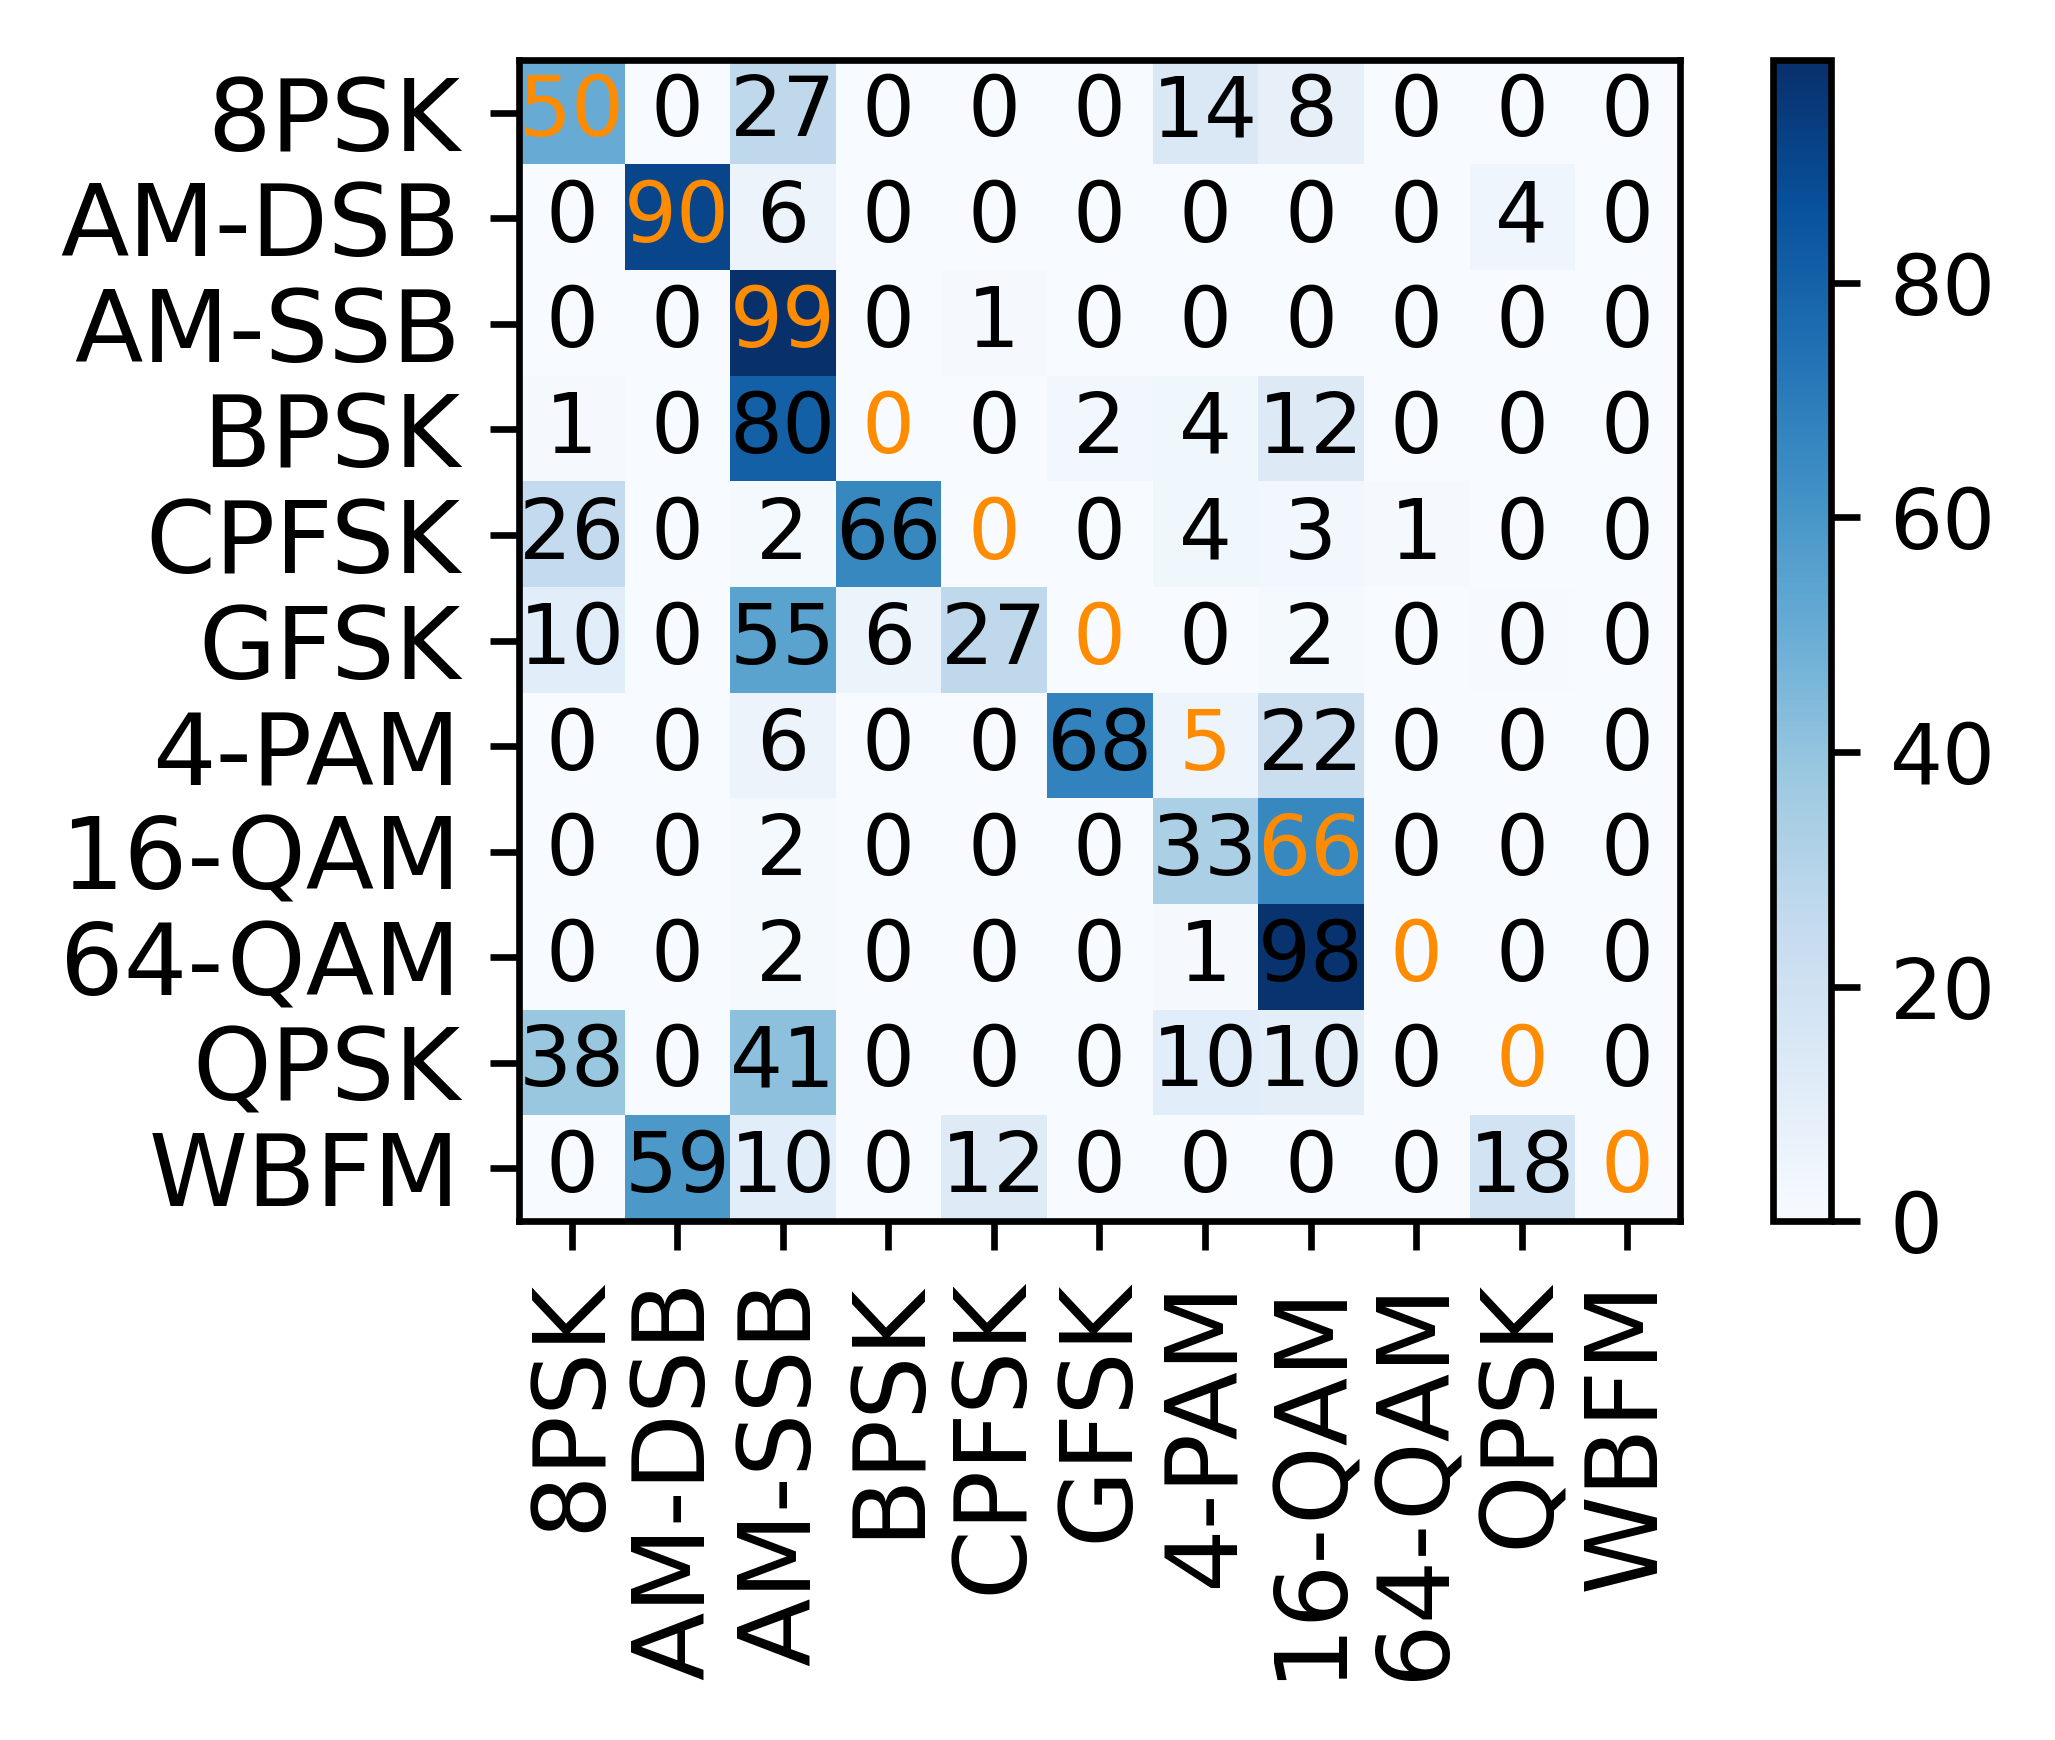 8PSK 50 0 27 0 0 0 14 8 0 0 0
AM-DSB 0 90 6 0 0 0 0 0 0 4 0
AM-SSB 0 0 99 0 1 0 0 0 0 0 0
BPSK 1 0 80 0 0 2 4 12 0 0 0
CPFSK 26 0 2 66 0 0 4 3 1 0 0
GFSK 10 0 55 6 27 0 0 2 0 0 0
4-PAM 0 0 6 0 0 68 5 22 0 0 0
16-QAM 0 0 2 0 0 0 33 66 0 0 0
64-QAM 0 0 2 0 0 0 1 98 0 0 0
QPSK 38 0 41 0 0 0 10 10 0 0 0
WBFM 0 59 10 0 12 0 0 0 0 18 0
8PSK
AM-DSB
AM-SSB
BPSK
CPFSK
GFSK
4-PAM
16-QAM
64-QAM
QPSK
WBFM
80
60
40
20
0